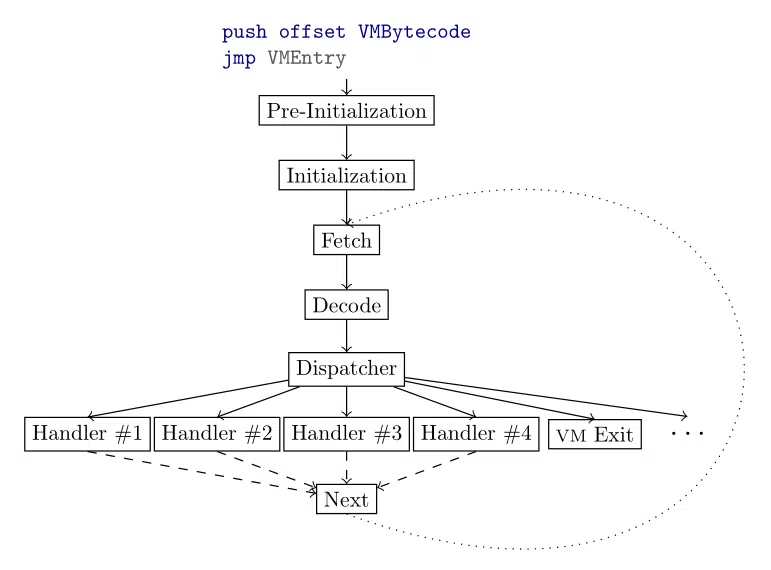 push offset VMBytecode
jmp VMEntry
Pre-Initialization
Initialization
Fetch
Decode
Dispatcher
Handler #1 Handler #2 Handler #3 Handler #4 VM Exit ...
Next